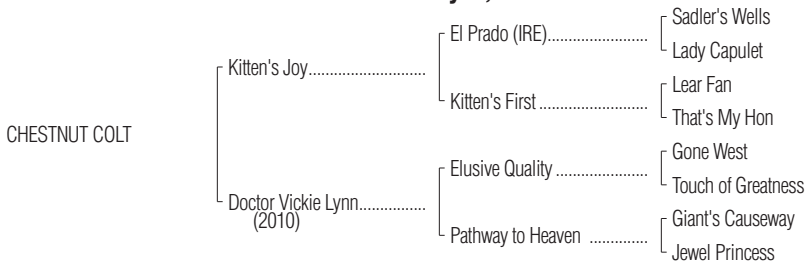 Sadler's Wells
El Prado (IRE)........................
Lady Capulet
Kitten's Joy...........................
Lear Fan
Kitten's First ........................
That's My Hon
CHESTNUT COLT
Gone West
Elusive Quality ....................
Touch of Greatness
Doctor Vickie Lynn................
(2010)
Giant's Causeway
Pathway to Heaven .............
Jewel Princess